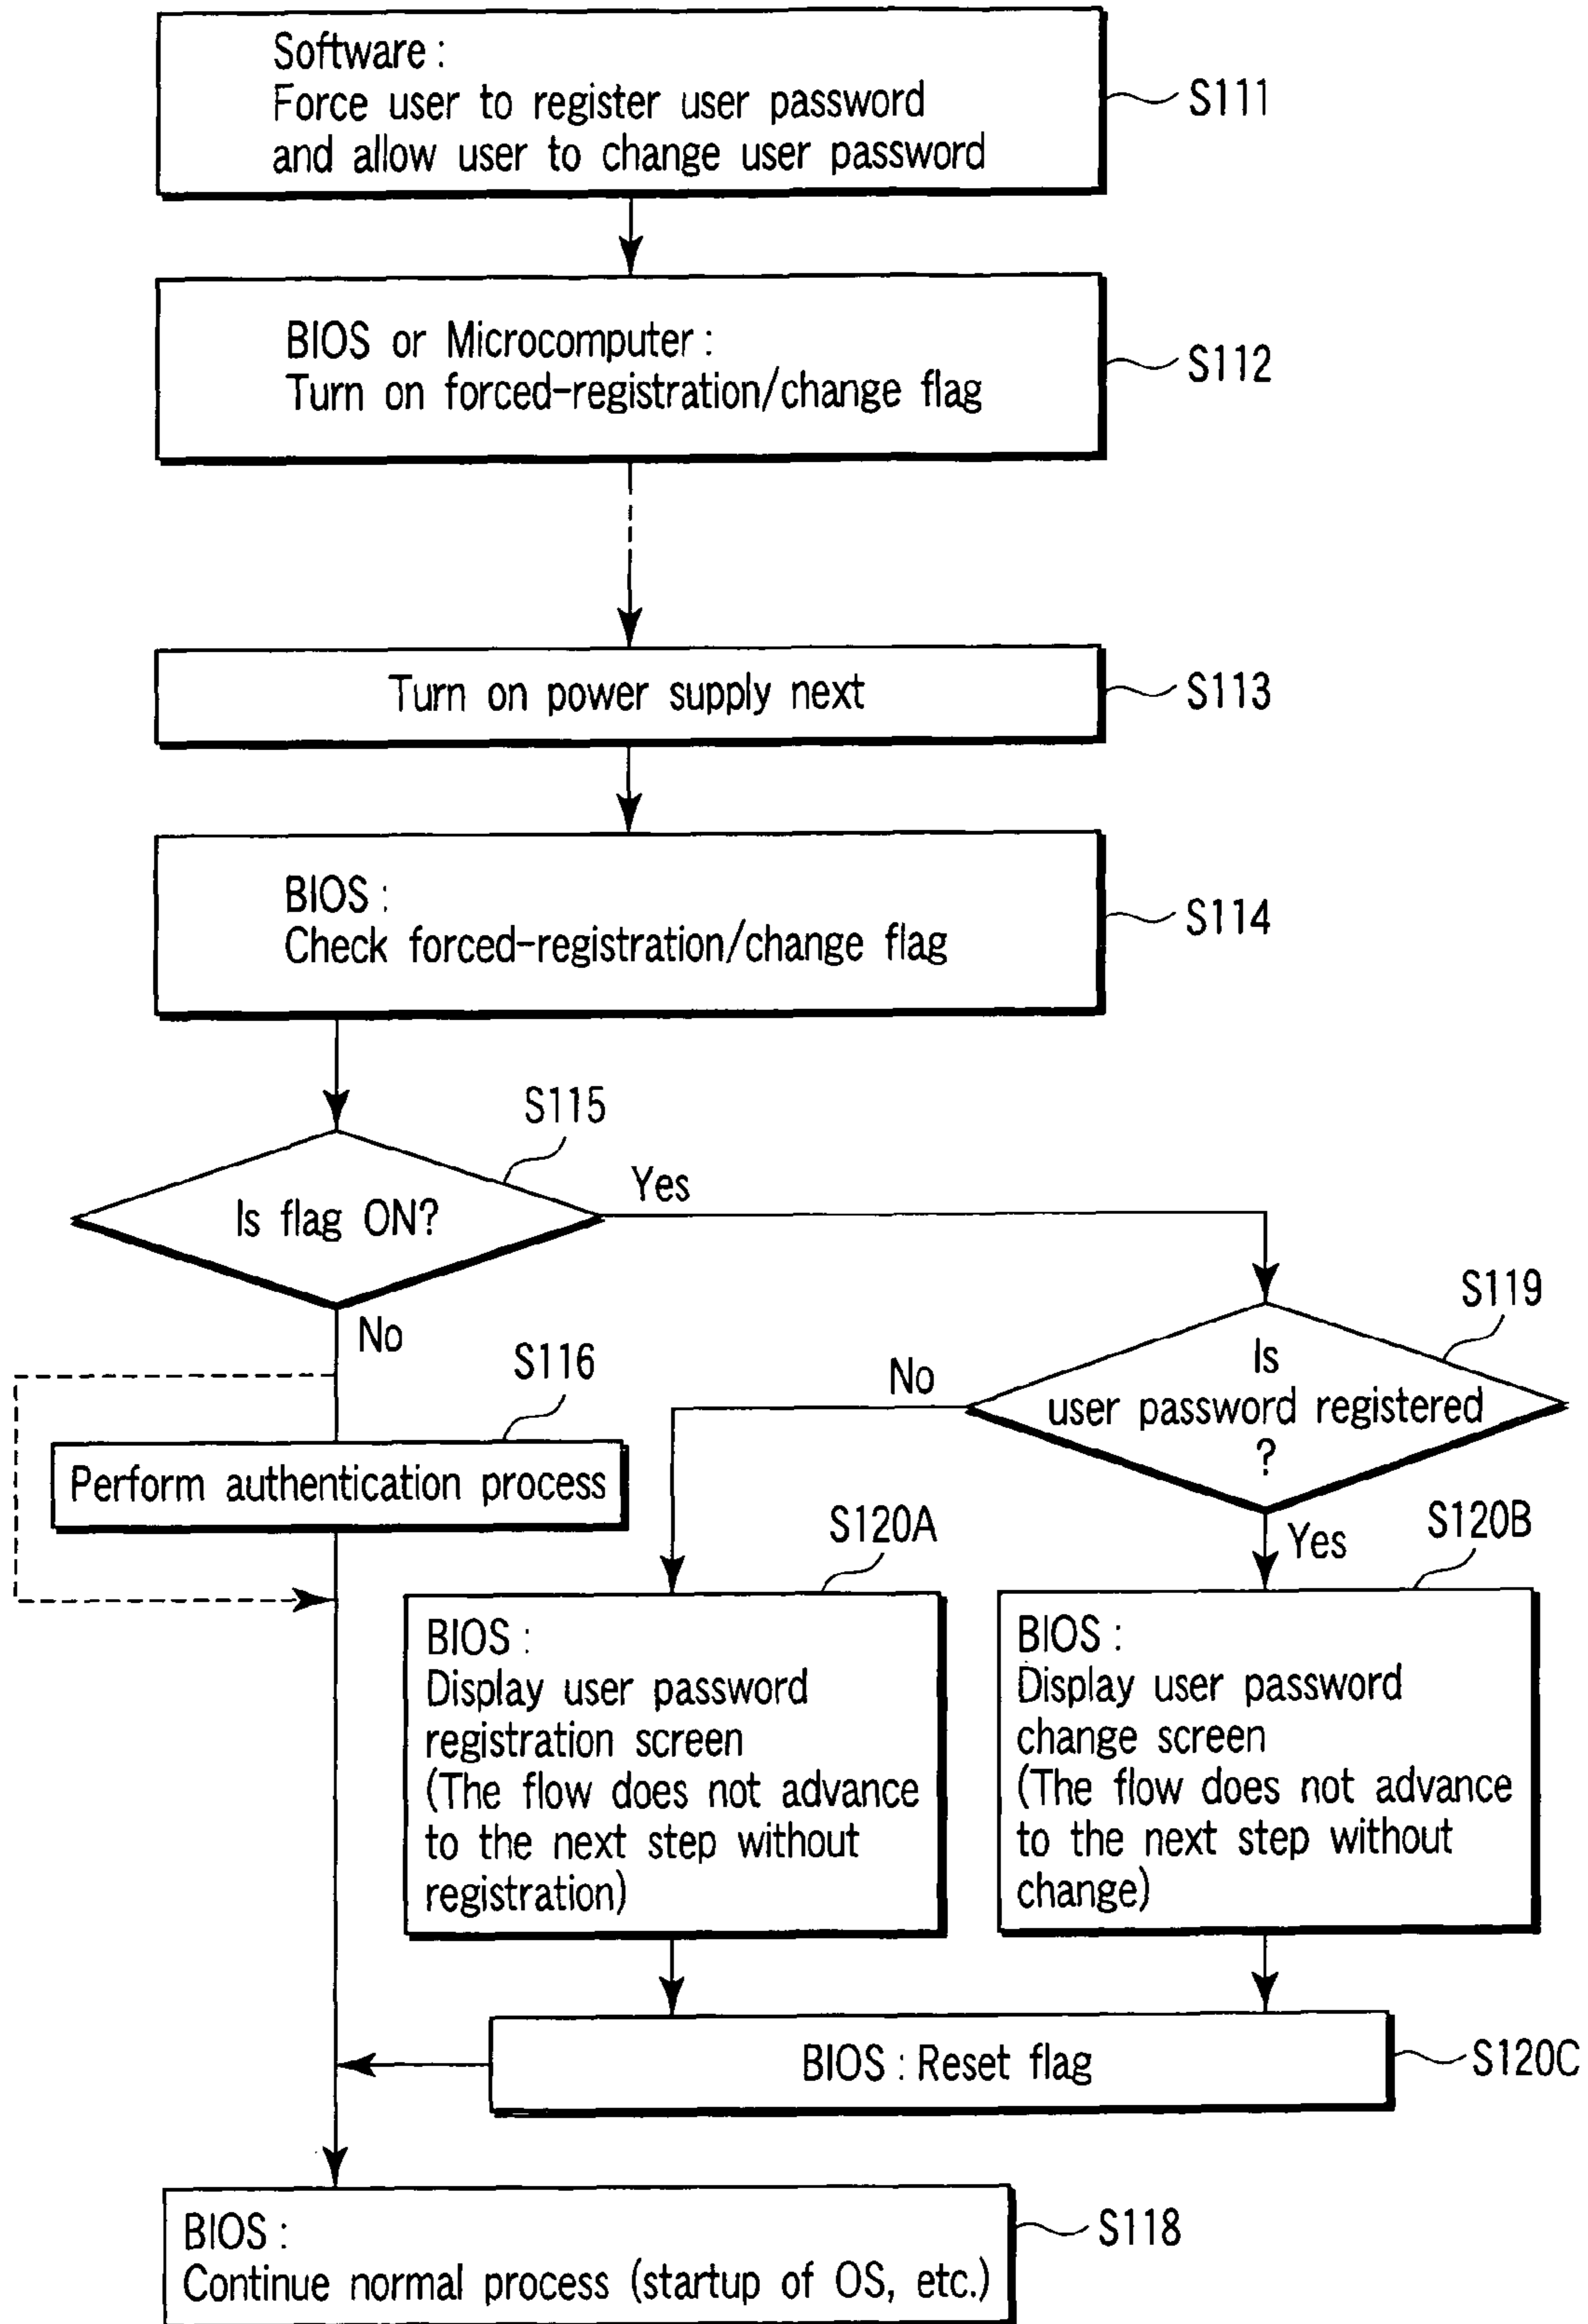 Software :
Force user to register user password
and allow user to change user password
S111
BIOS or Microcomputer :
Turn on forced-registration/change flag
S112
Turn on power supply next
S113
BIOS :
Check forced-registration/change flag
S114
S115
Is flag ON?
Yes
No
S119
Is
user password registered
?
No
Yes
S116
Perform authentication process
S120A
BIOS :
Display user password
registration screen
(The flow does not advance
to the next step without
registration)
S120B
BIOS :
Display user password
change screen
(The flow does not advance
to the next step without
change)
BIOS : Reset flag
S120C
BIOS :
Continue normal process (startup of OS, etc.)
S118